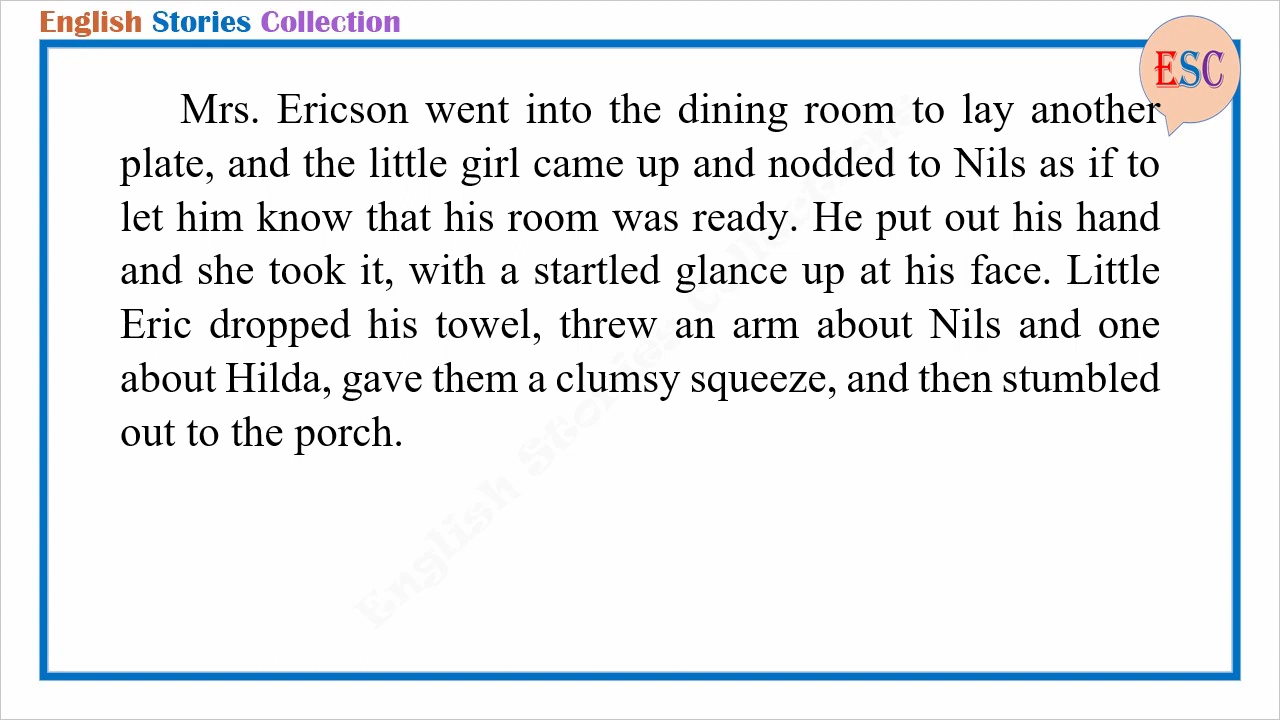 English Stories Collection
ESC
Mrs. Ericson went into the dining room to lay another
plate, and the little girl came up and nodded to Nils as if to
let him know that his room was ready. He put out his hand
and she took it, with a startled glance up at his face. Little
Eric dropped his towel, threw an arm about Nils and one
about Hilda, gave them a clumsy squeeze, and then stumbled
out to the porch.
English Stories Collections